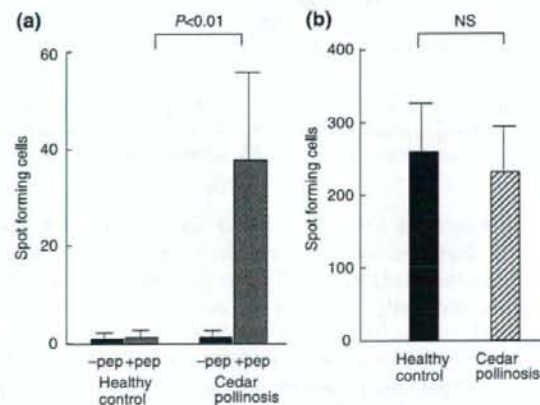 (a)
P<0.01
60
40
20
0
Spot forming cells
–pep +pep
–pep +pep
Healthy
control
Cedar
pollinosis
(b)
NS
400
300
200
100
0
Spot forming cells
Healthy
control
Cedar
pollinosis